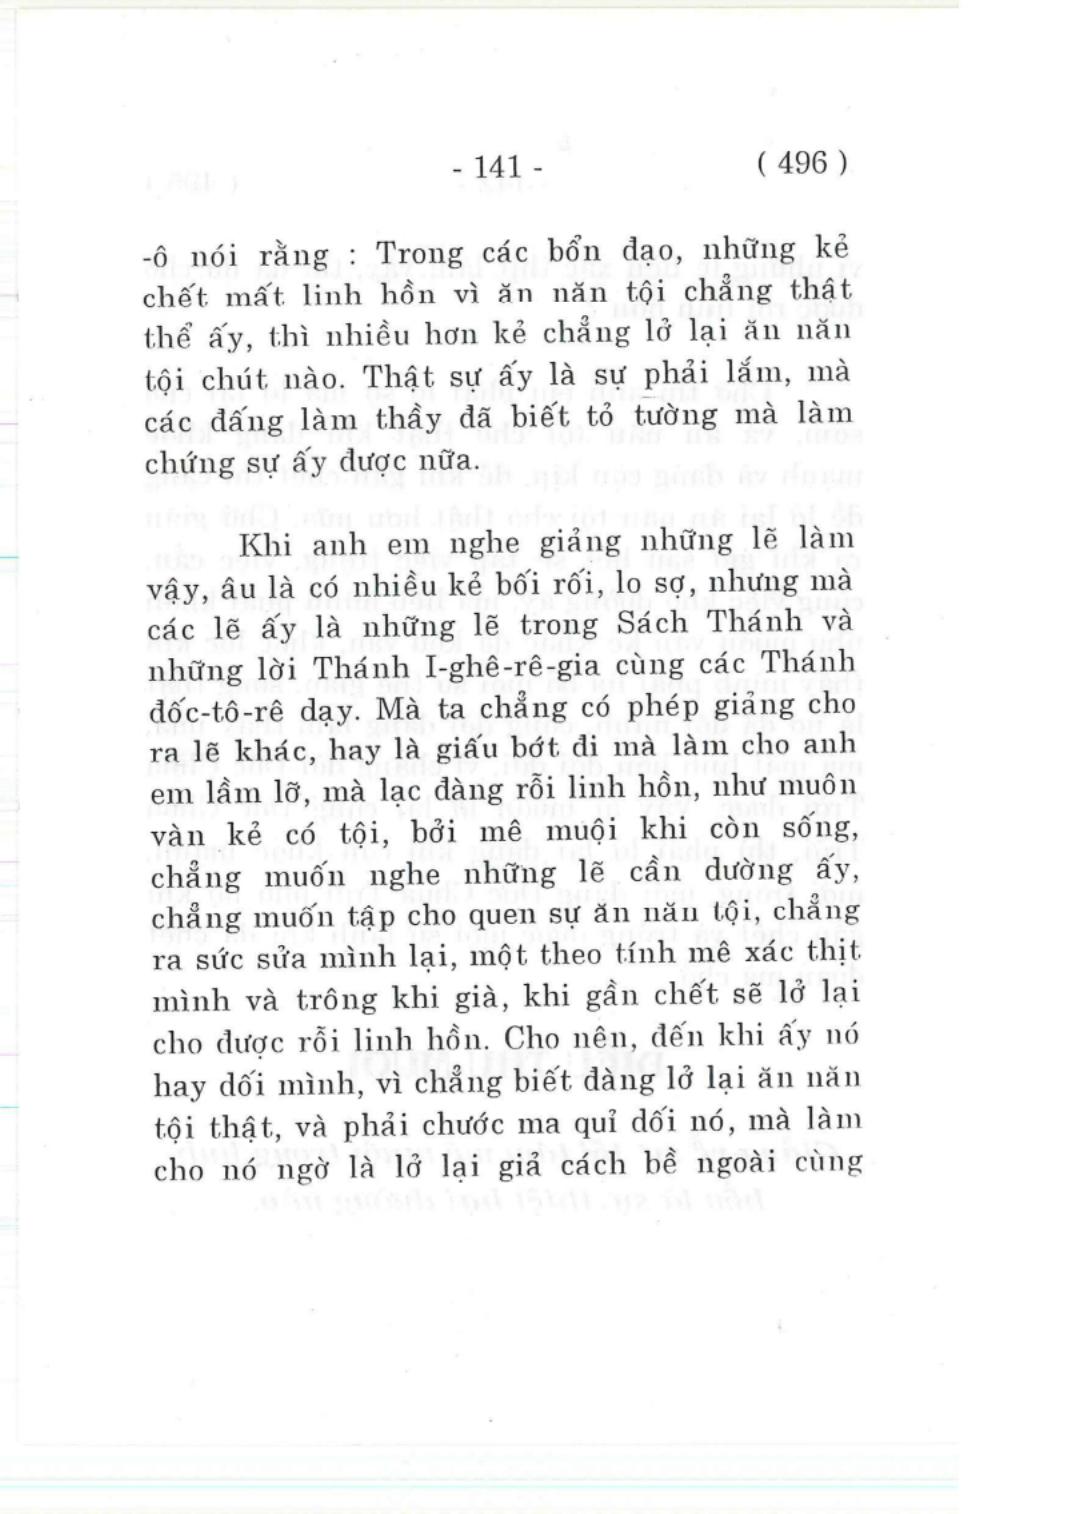 - 141 - ( 496 )
-ô nói rằng : Trong các bổn đạo, những kẻ
chết mất linh hồn vì ăn năn tội chẳng thật
thể ấy, thì nhiều hơn kẻ chẳng lở lại ăn năn
tội chút nào. Thật sự ấy là sự phải lắm, mà
các đấng làm thầy đã biết tỏ tường mà làm
chứng sự ấy được nữa.
Khi anh em nghe giảng những lẽ làm
vậy, âu là có nhiều kẻ bối rối, lo sợ, nhưng mà
các lẽ ấy là những lẽ trong Sách Thánh và
những lời Thánh I-ghê-rê-gia cùng các Thánh
đốc-tô-rê dạy. Mà ta chẳng có phép giảng cho
ra lẽ khác, hay là giấu bớt đi mà làm cho anh
em lầm lỡ, mà lạc đàng rỗi linh hồn, như muôn
vàn kẻ có tội, bởi mê muội khi còn sống,
chẳng muốn nghe những lẽ cần dường ấy,
chẳng muốn tập cho quen sự ăn năn tội, chẳng
ra sức sửa mình lại, một theo tính mê xác thịt
mình và trông khi già, khi gần chết sẽ lở lại
cho được rỗi linh hồn. Cho nên, đến khi ấy nó
hay dối mình, vì chẳng biết đàng lở lại ăn năn
tội thật, và phải chước ma quỉ dối nó, mà làm
cho nó ngờ là lở lại giả cách bề ngoài cùng